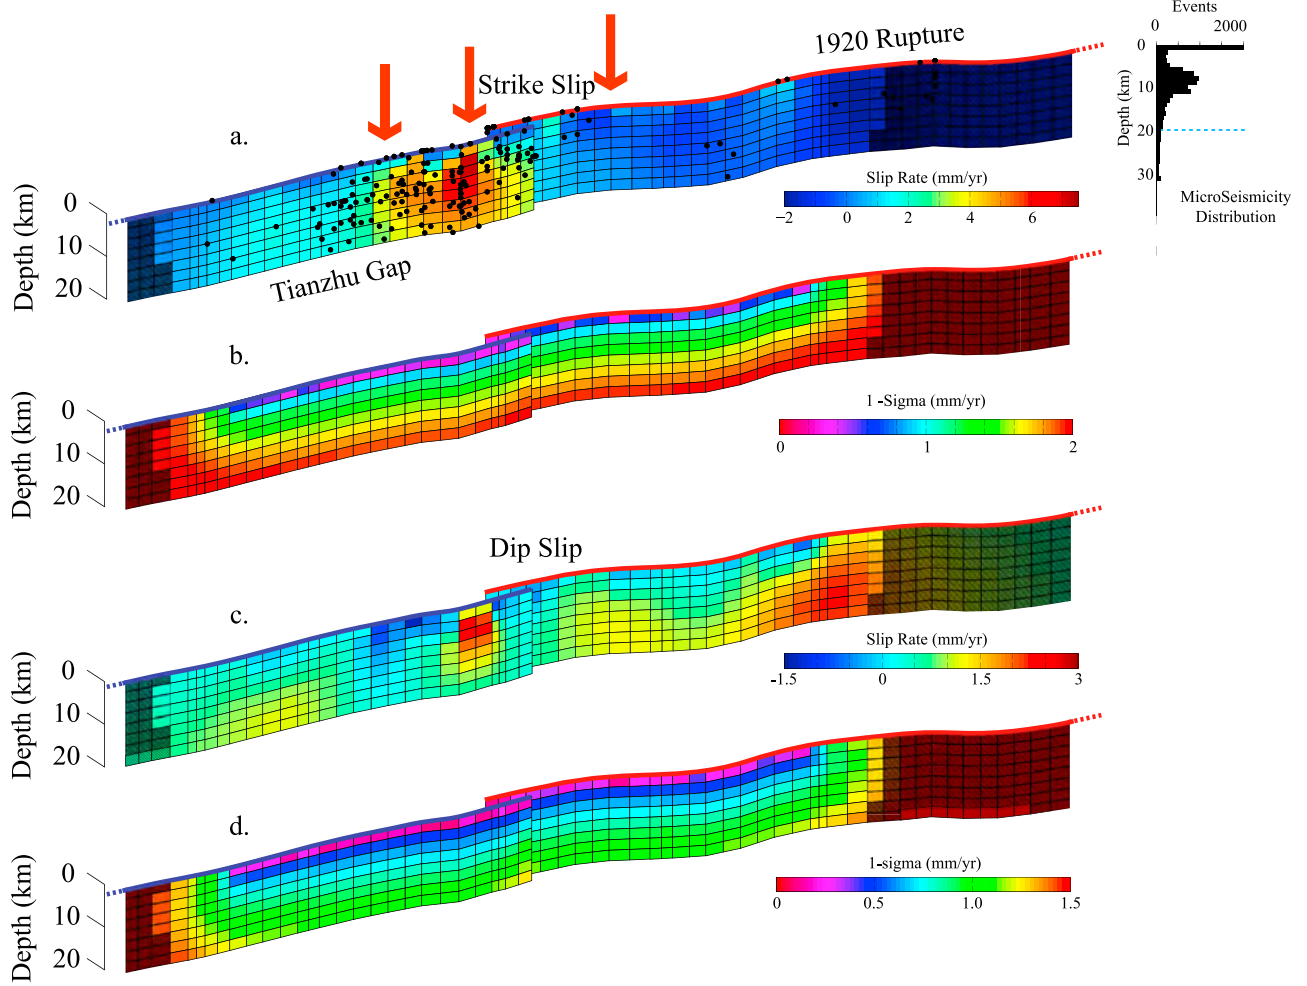 Events
0 2000
1920 Rupture
Strike Slip
a.
0
10
20
30
Depth (km)
MicroSeismicity
Distribution
Slip Rate (mm/yr)
−2 0 2 4 6
0
10
20
Depth (km)
Tianzhu Gap
b.
1 -Sigma (mm/yr)
0 1 2
0
10
20
Depth (km)
Dip Slip
c.
Slip Rate (mm/yr)
-1.5 0 1.5 3
0
10
20
Depth (km)
d.
1-sigma (mm/yr)
0 0.5 1.0 1.5
0
10
20
Depth (km)